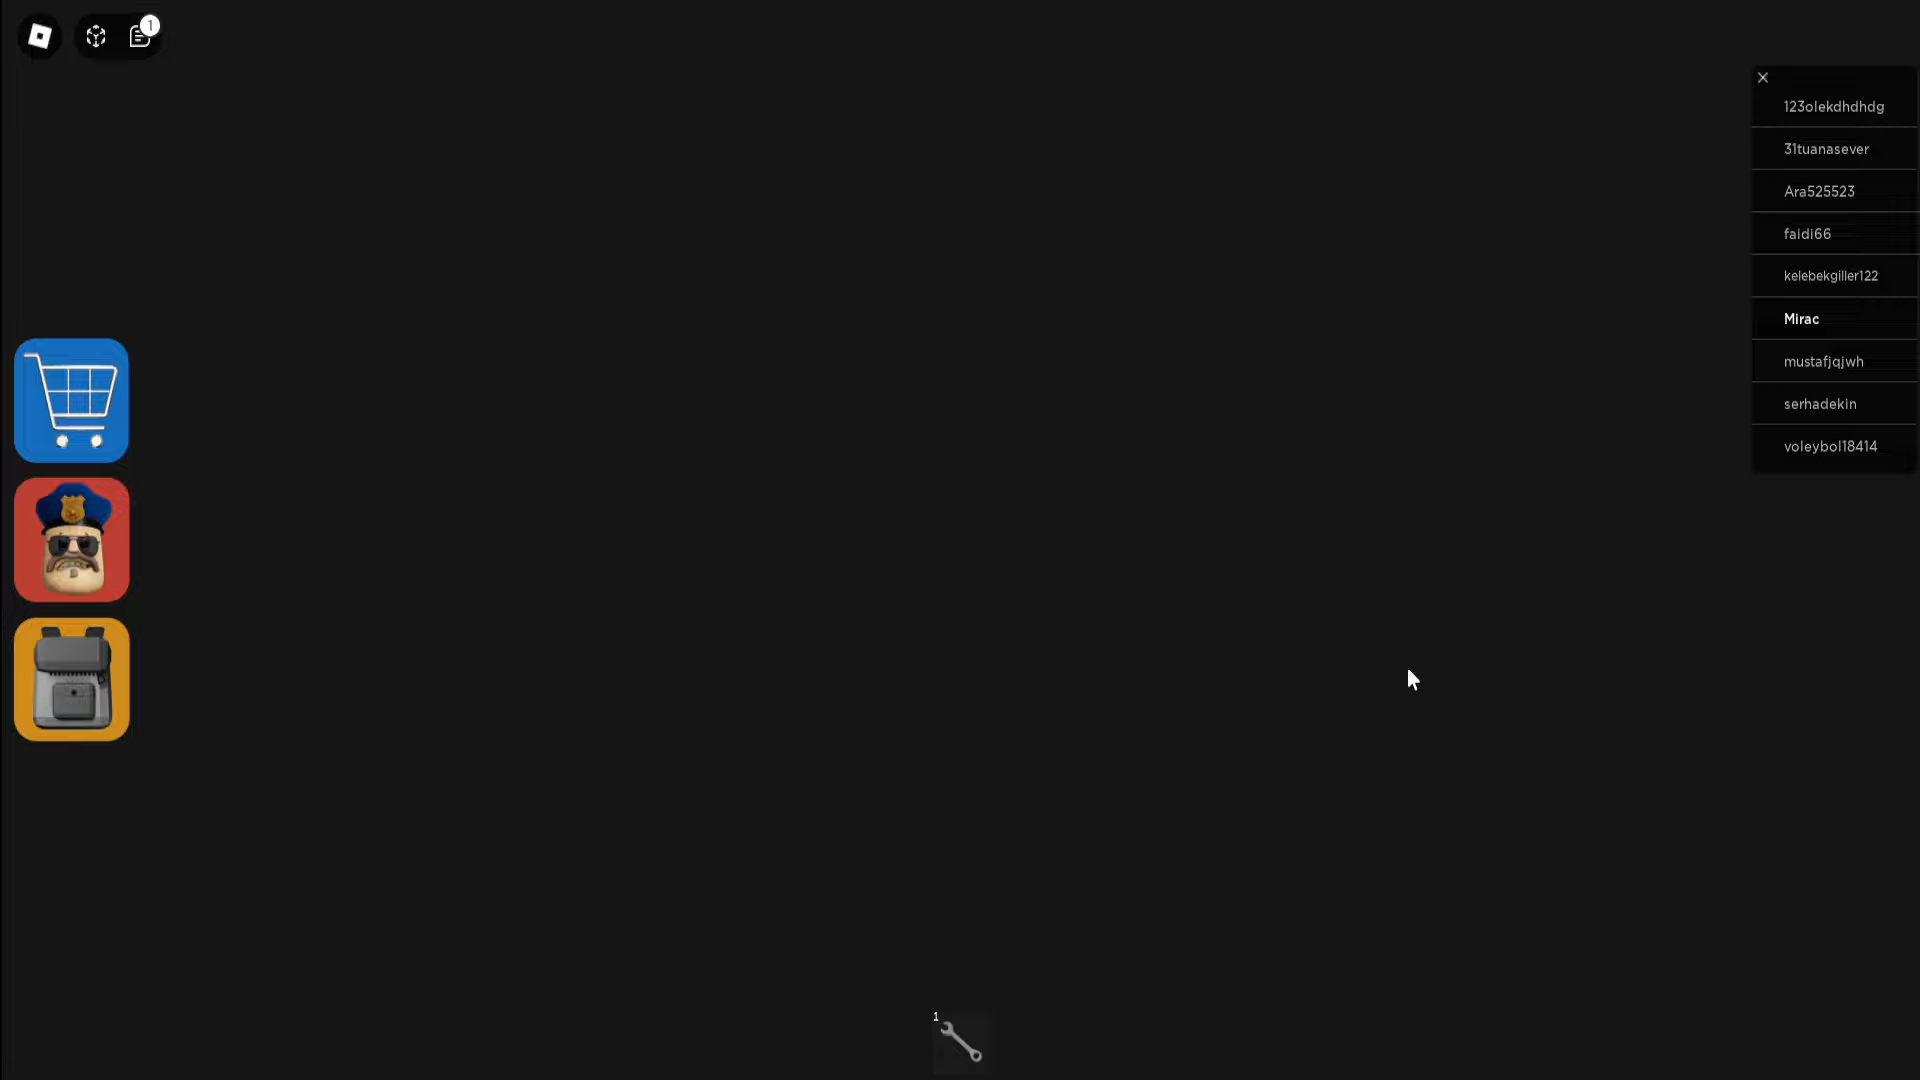 1
123olekdhdhdg
31tuanasever
Ara525523
faidi66
kelebekgiller122
Mirac
mustafjqjwh
serhadekin
voleybol18414
1